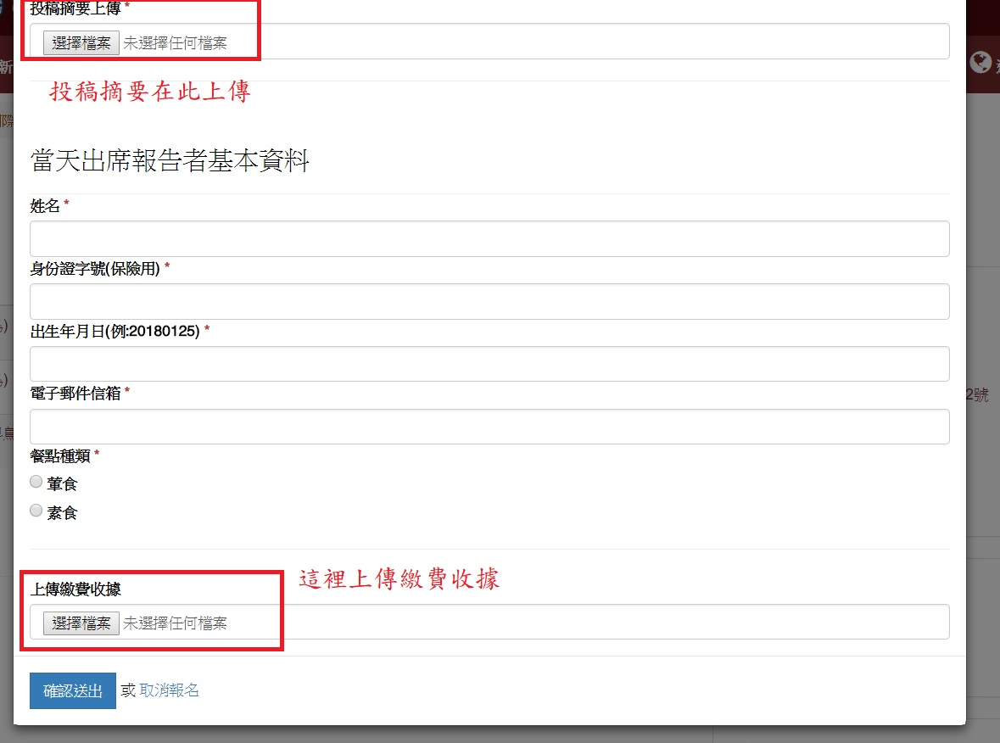 投稿摘要上傳 *
選擇檔案 未選擇任何檔案
投稿摘要在此上傳
當天出席報告者基本資料
姓名 *
身份證字號(保險用) *
出生年月日(例:20180125) *
電子郵件信箱 *
2號
餐點種類 *
葷食
素食
這裡上傳繳費收據
上傳繳費收據
選擇檔案 未選擇任何檔案
確認送出 或 取消報名